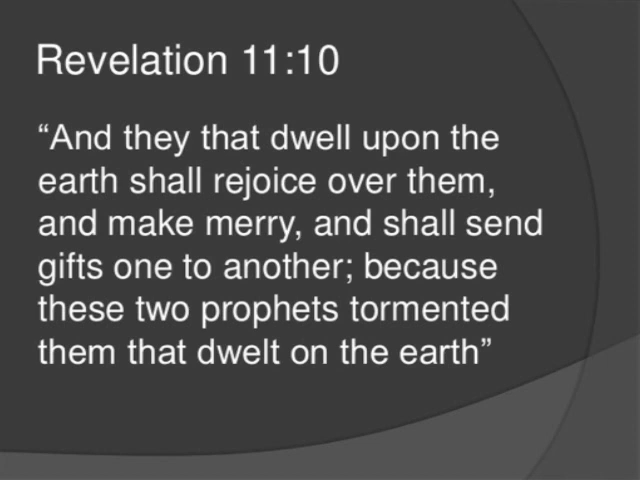 Revelation 11:10
“And they that dwell upon the
earth shall rejoice over them,
and make merry, and shall send
gifts one to another; because
these two prophets tormented
them that dwelt on the earth”